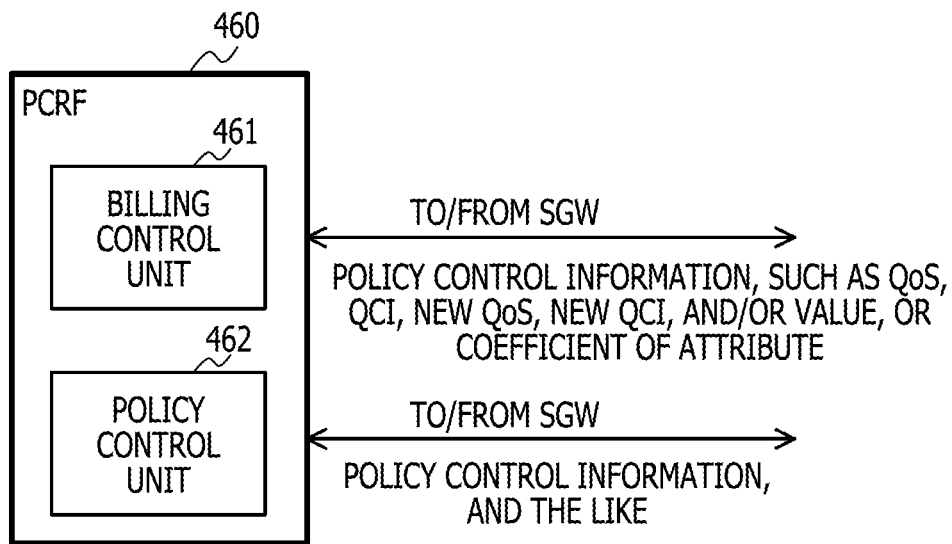 460
PCRF
461
BILLING
CONTROL
UNIT
TO/FROM SGW
POLICY CONTROL INFORMATION, SUCH AS QoS,
QCI, NEW QoS, NEW QCI, AND/OR VALUE, OR
COEFFICIENT OF ATTRIBUTE
462
POLICY
CONTROL
UNIT
TO/FROM SGW
POLICY CONTROL INFORMATION,
AND THE LIKE